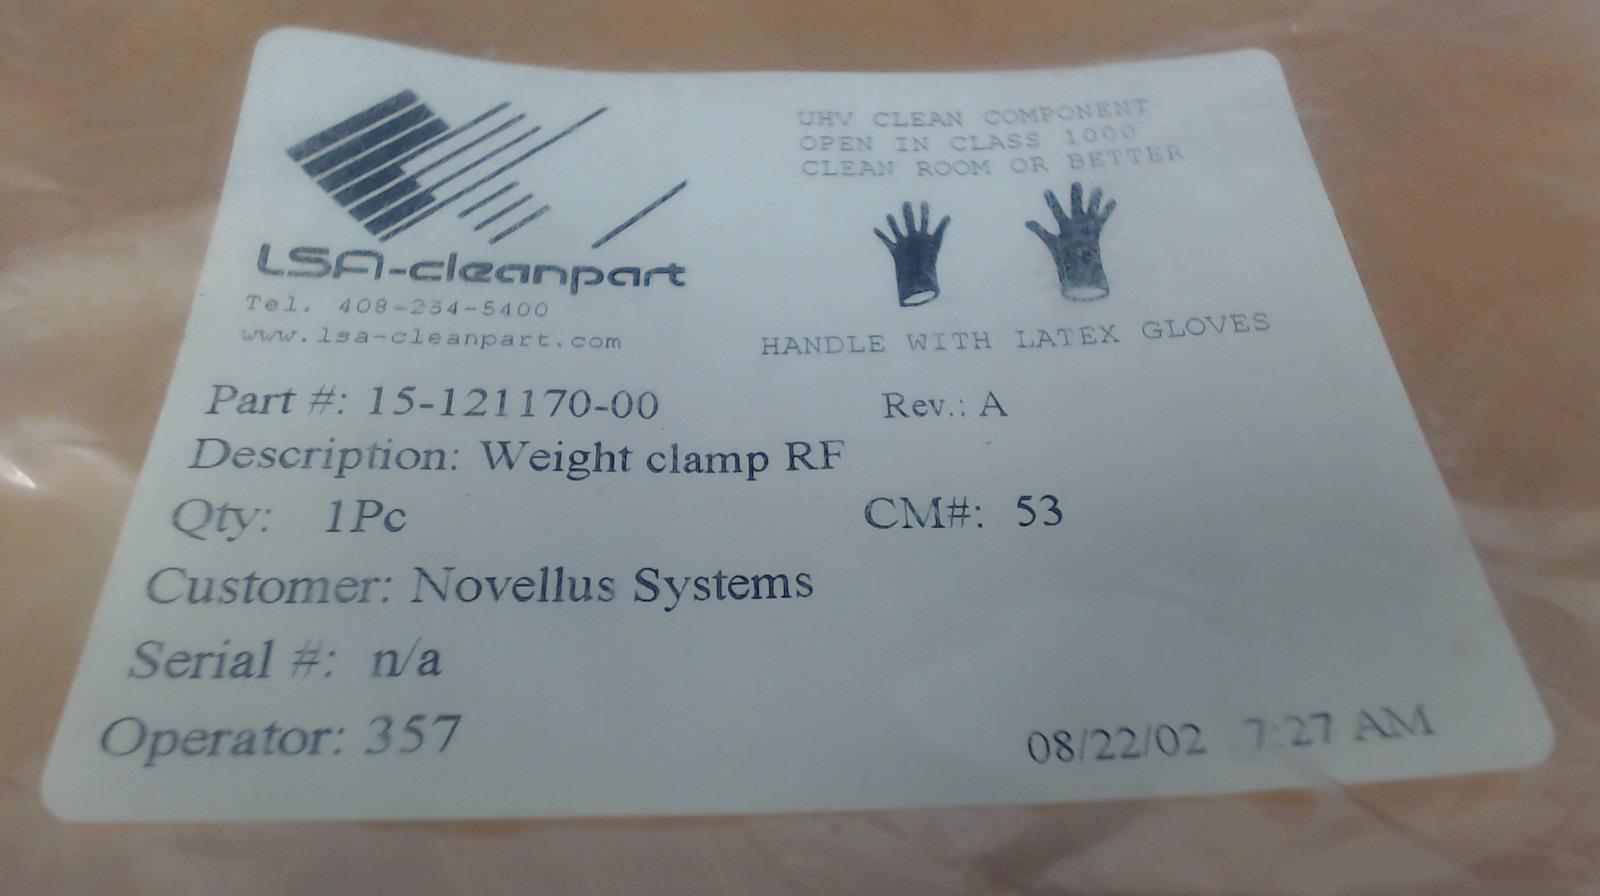 UHV CLEAN COMPONENT
OPEN IN CLASS 1000
CLEAN ROOM OR BETTER
LSA-cleanpart
Tel. 408-254-5400
www.lsa-cleanpart.com
HANDLE WITH LATEX GLOVES
Part #: 15-121170-00 Rev.: A
Description: Weight clamp RF
Qty: 1Pc CM#: 53
Customer: Novellus Systems
Serial #: n/a
Operator: 357
08/22/02 7:27 AM